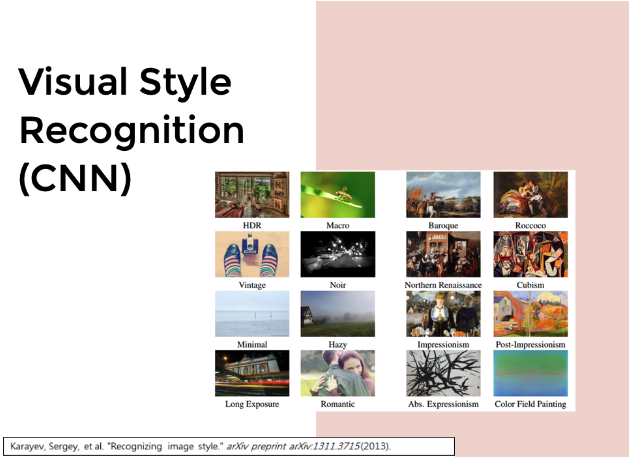 Visual Style
Recognition
(CNN)
HDR Macro Baroque Roccoco
Vintage Noir Northern Renaissance Cubism
Minimal Hazy Impressionism Post-Impressionism
Long Exposure Romantic Abs. Expressionism Color Field Painting
Karayev, Sergey, et al. "Recognizing image style." arXiv preprint arXiv:1311.3715(2013).